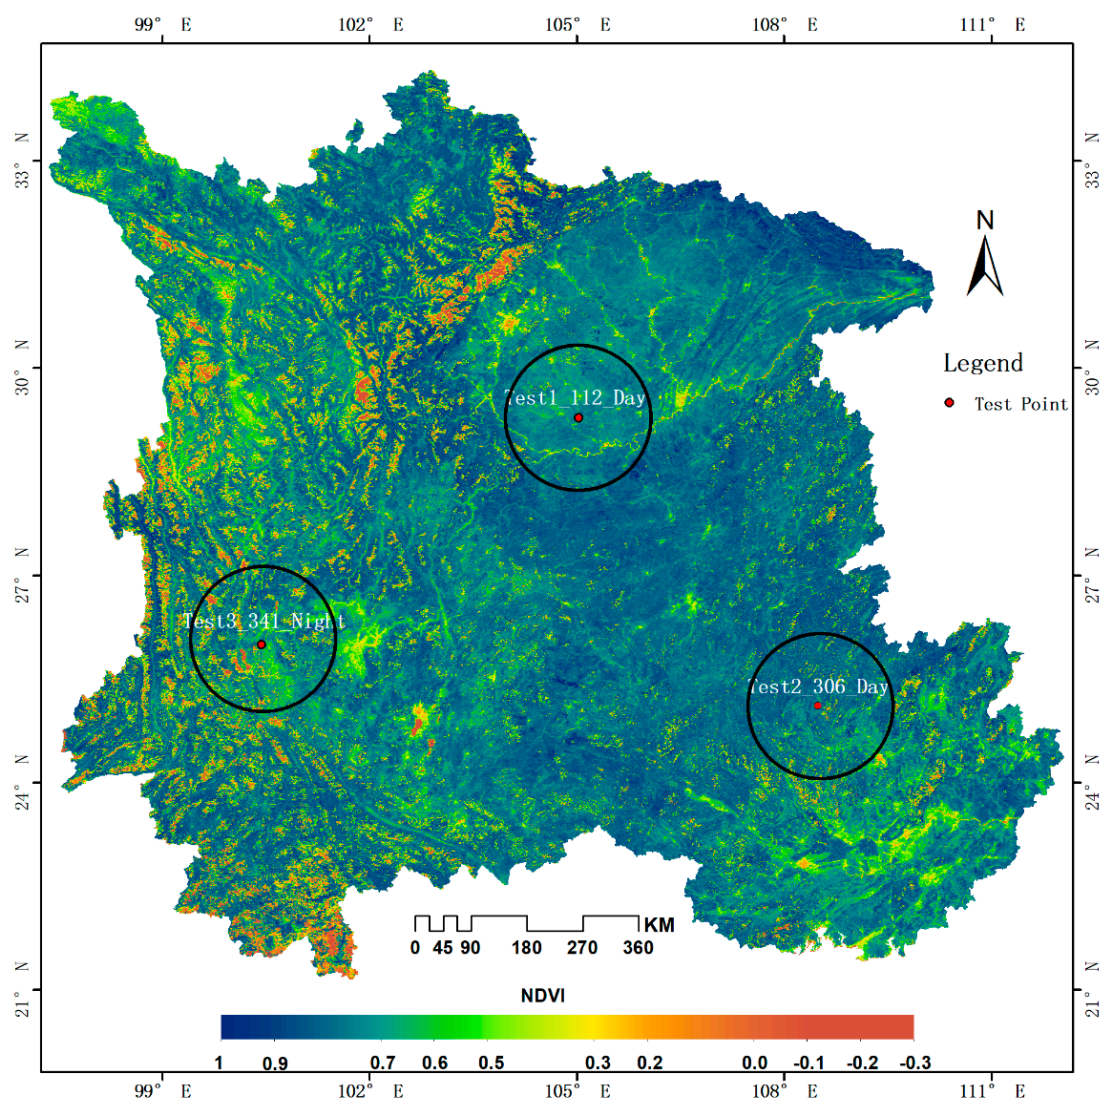 99° E 102° E 105° E 108° E 111° E
33° N 33° N
N
30° N 30° N
Legend
Test Point
Test1_112_Day
27° N 27° N
Test3_341_Night
Test2_306_Day
24° N 24° N
KM
0 45 90 180 270 360
21° N 21° N
NDVI
1 0.9 0.7 0.6 0.5 0.3 0.2 0.0 -0.1 -0.2 -0.3
99° E 102° E 105° E 108° E 111° E